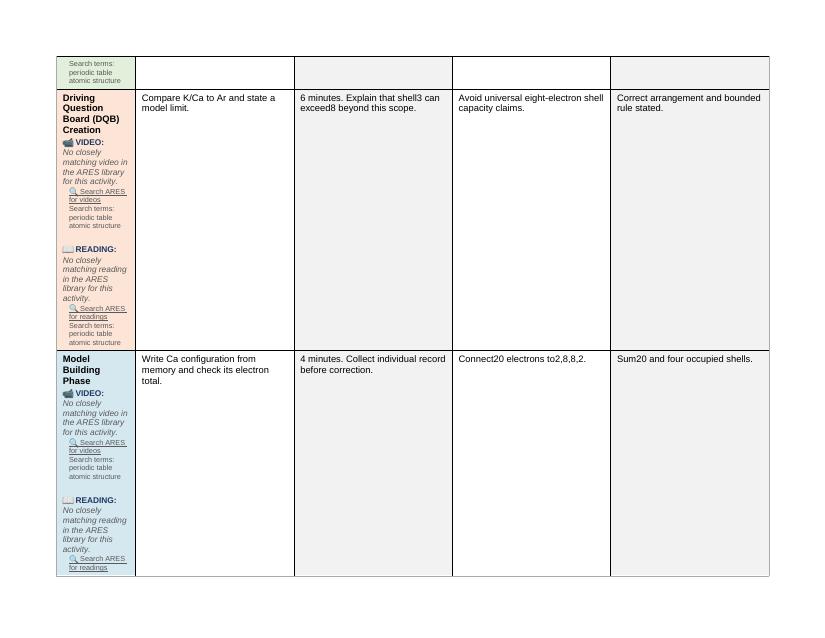 Search terms:
periodic table
atomic structure
Driving
Question
Board (DQB)
Creation
📹 VIDEO:
No closely
matching video in
the ARES library
for this activity.
🔍 Search ARES
for videos
Search terms:
periodic table
atomic structure
📖 READING:
No closely
matching reading
in the ARES
library for this
activity.
🔍 Search ARES
for readings
Search terms:
periodic table
atomic structure
Compare K/Ca to Ar and state a
model limit.
6 minutes. Explain that shell3 can
exceed8 beyond this scope.
Avoid universal eight-electron shell
capacity claims.
Correct arrangement and bounded
rule stated.
Model
Building
Phase
📹 VIDEO:
No closely
matching video in
the ARES library
for this activity.
🔍 Search ARES
for videos
Search terms:
periodic table
atomic structure
📖 READING:
No closely
matching reading
in the ARES
library for this
activity.
🔍 Search ARES
for readings
Write Ca configuration from
memory and check its electron
total.
4 minutes. Collect individual record
before correction.
Connect20 electrons to2,8,8,2.
Sum20 and four occupied shells.